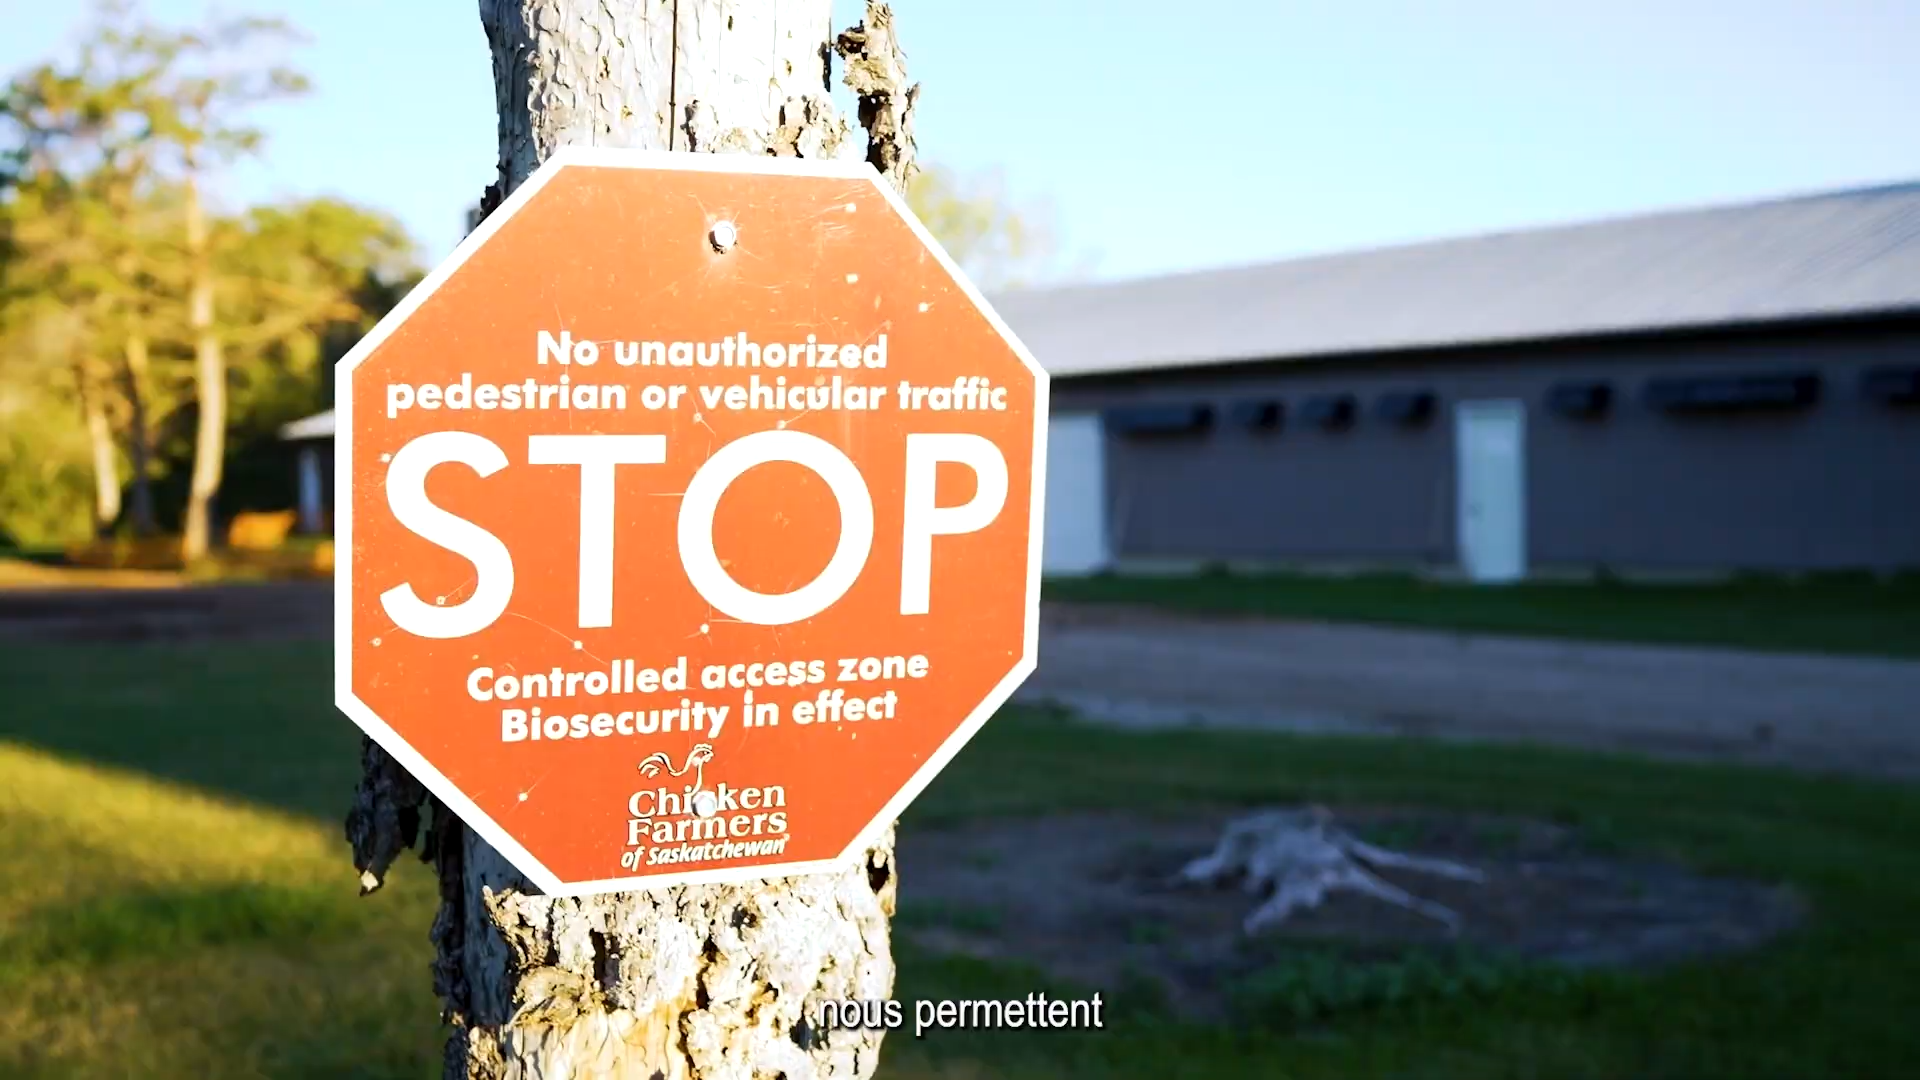 No unauthorized
pedestrian or vehicular traffic
STOP
Controlled access zone
Biosecurity in effect
Chicken
Farmers
of Saskatchewan
nous permettent